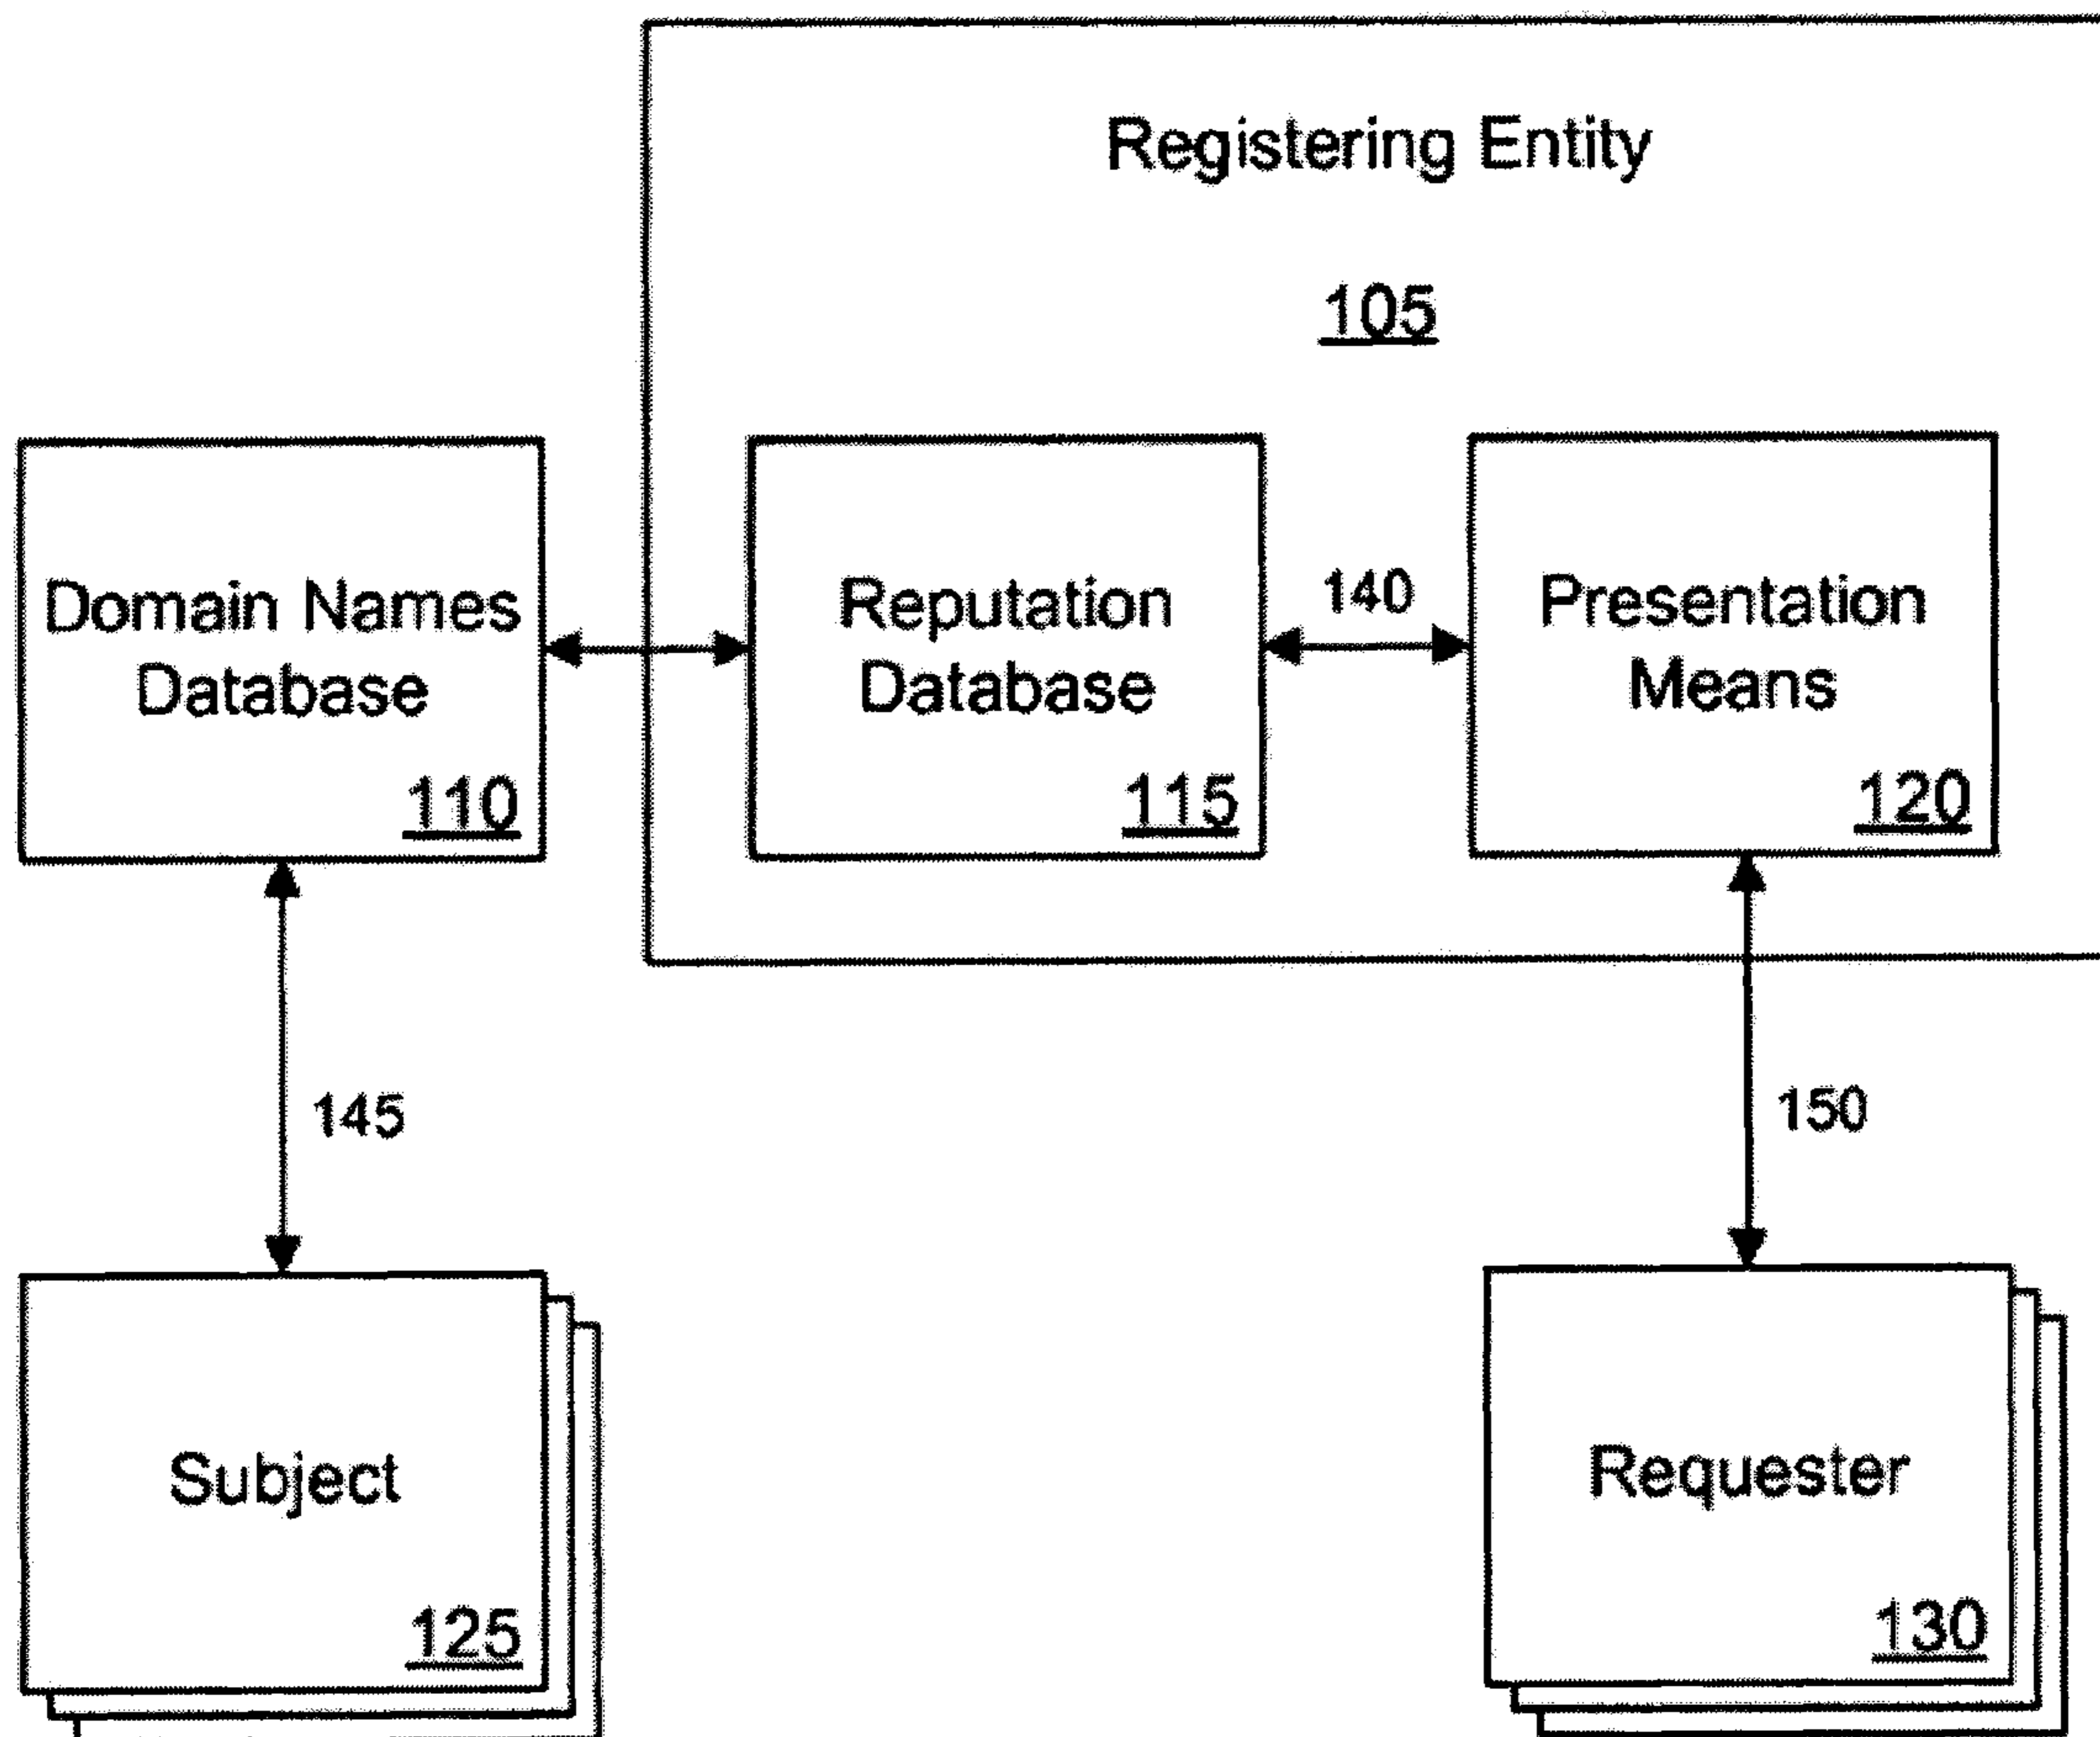 Registering Entity
105
Domain Names
Database
110
Reputation
Database
115
140
Presentation
Means
120
145
150
Subject
125
Requester
130